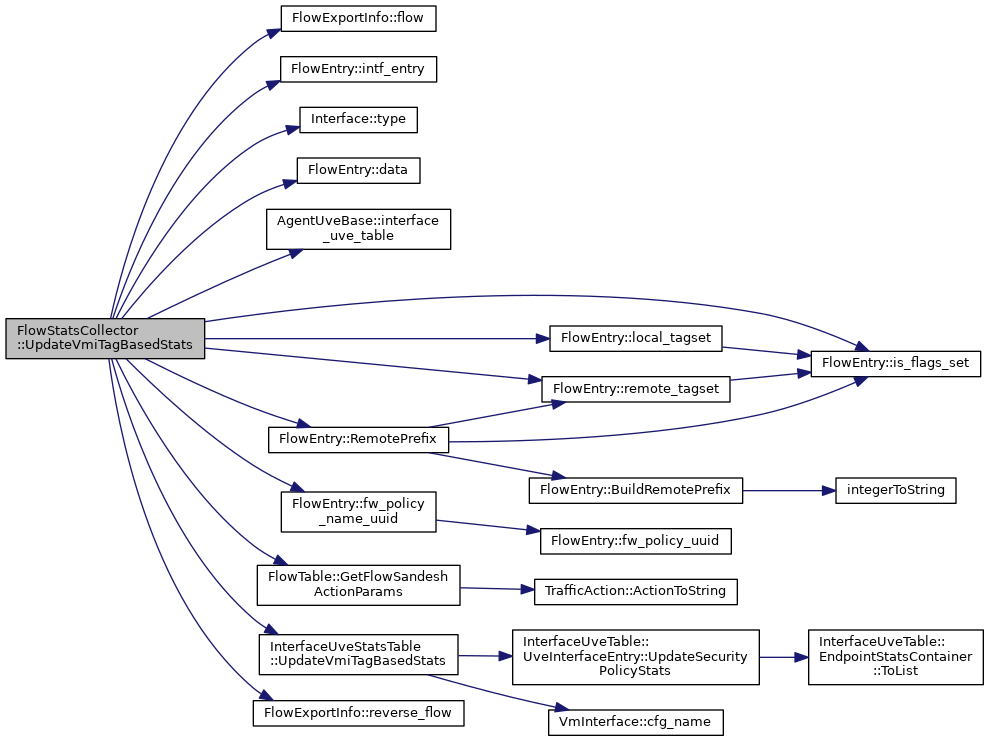 FlowExportInfo::flow
FlowEntry::intf_entry
Interface::type
FlowEntry::data
AgentUveBase::interface
_uve_table
FlowStatsCollector
::UpdateVmiTagBasedStats
FlowEntry::local_tagset
FlowEntry::is_flags_set
FlowEntry::remote_tagset
FlowEntry::RemotePrefix
FlowEntry::BuildRemotePrefix
integerToString
FlowEntry::fw_policy
_name_uuid
FlowEntry::fw_policy_uuid
FlowTable::GetFlowSandesh
ActionParams
TrafficAction::ActionToString
InterfaceUveStatsTable
::UpdateVmiTagBasedStats
InterfaceUveTable::
UveInterfaceEntry::UpdateSecurity
PolicyStats
InterfaceUveTable::
EndpointStatsContainer
::ToList
FlowExportInfo::reverse_flow
VmInterface::cfg_name